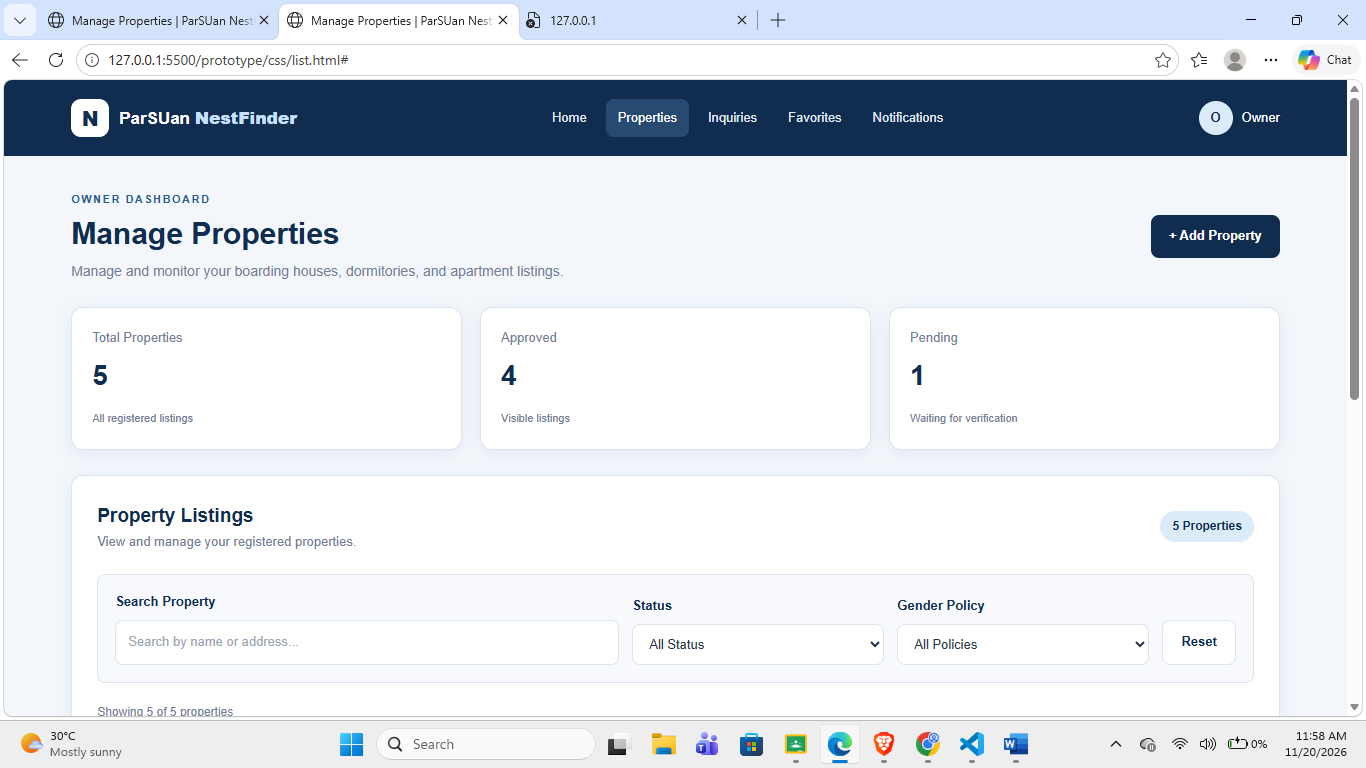 Manage Properties | ParSUan Nest
Manage Properties | ParSUan Nest
127.0.0.1
127.0.0.1:5500/prototype/css/list.html#
Chat
N ParSUan NestFinder
Home Properties Inquiries Favorites Notifications
O Owner
OWNER DASHBOARD
Manage Properties
+ Add Property
Manage and monitor your boarding houses, dormitories, and apartment listings.
Total Properties
5
All registered listings
Approved
4
Visible listings
Pending
1
Waiting for verification
Property Listings
View and manage your registered properties.
5 Properties
Search Property
Search by name or address...
Status
All Status
Gender Policy
All Policies
Reset
Showing 5 of 5 properties
30°C
Mostly sunny
Search
0%
11:58 AM
11/20/2026